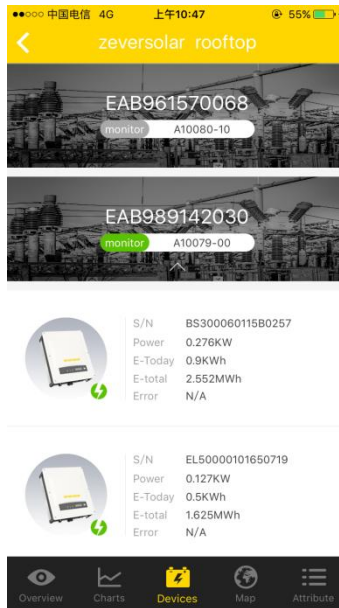 中国电信 4G 上午10:47 55%
zeversolar rooftop
EAB961570068
monitor A10080-10
EAB989142030
monitor A10079-00
S/N BS300060115B0257
Power 0.276KW
E-Today 0.9KWh
E-total 2.552MWh
Error N/A
S/N EL50000101650719
Power 0.127KW
E-Today 0.5KWh
E-total 1.625MWh
Error N/A
Overview Charts Devices Map Attribute